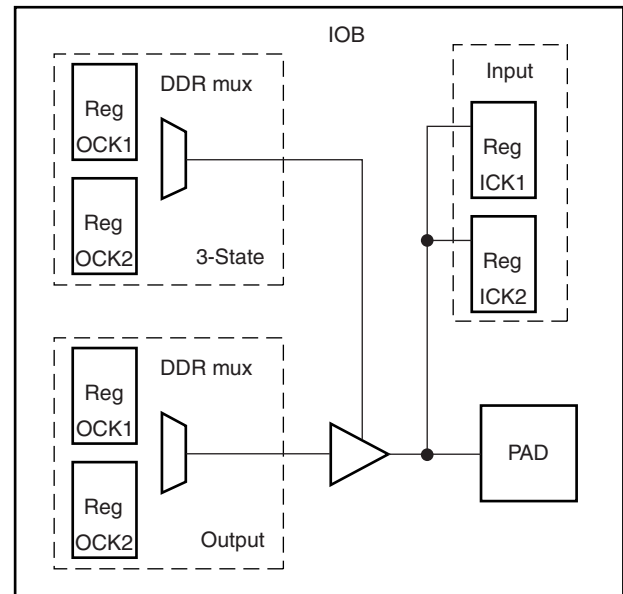 IOB
DDR mux
Reg
OCK1
Reg
OCK2
3-State
Input
Reg
ICK1
Reg
ICK2
DDR mux
Reg
OCK1
Reg
OCK2
Output
PAD